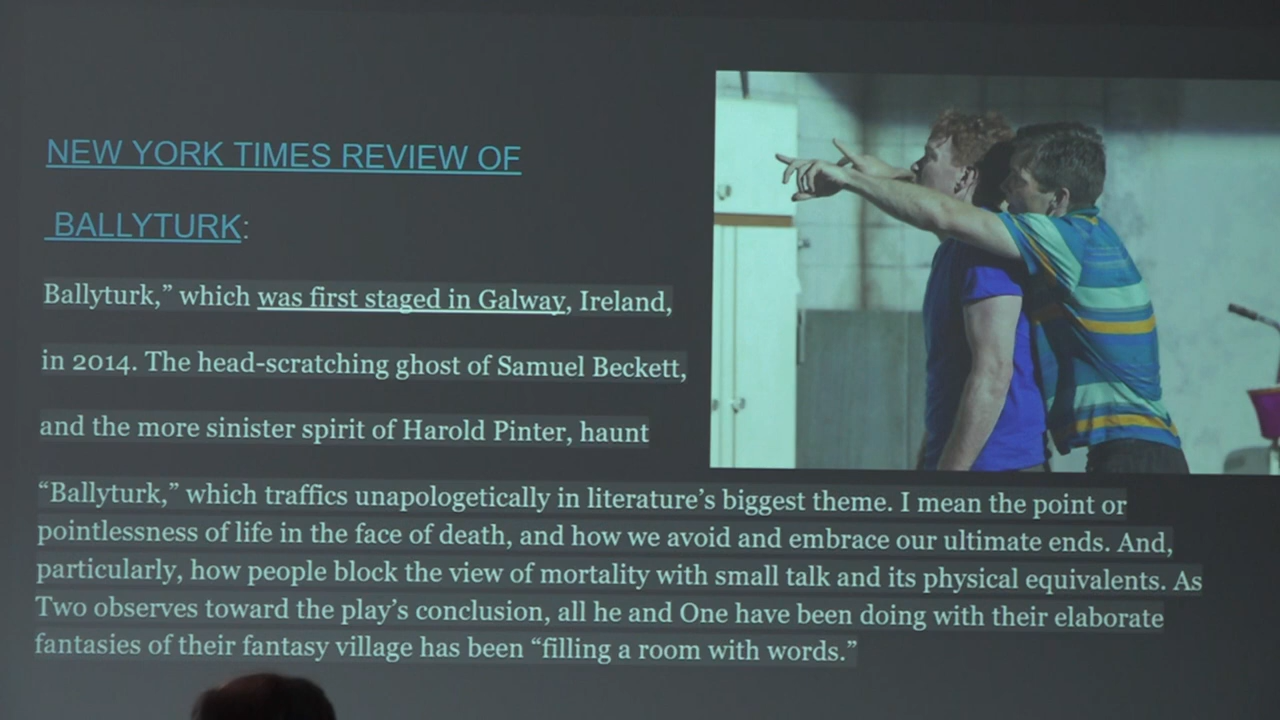 NEW YORK TIMES REVIEW OF
BALLYTURK:
Ballyturk,” which was first staged in Galway, Ireland,
in 2014. The head-scratching ghost of Samuel Beckett,
and the more sinister spirit of Harold Pinter, haunt
“Ballyturk,” which traffics unapologetically in literature’s biggest theme. I mean the point or
pointlessness of life in the face of death, and how we avoid and embrace our ultimate ends. And,
particularly, how people block the view of mortality with small talk and its physical equivalents. As
Two observes toward the play’s conclusion, all he and One have been doing with their elaborate
fantasies of their fantasy village has been “filling a room with words.”